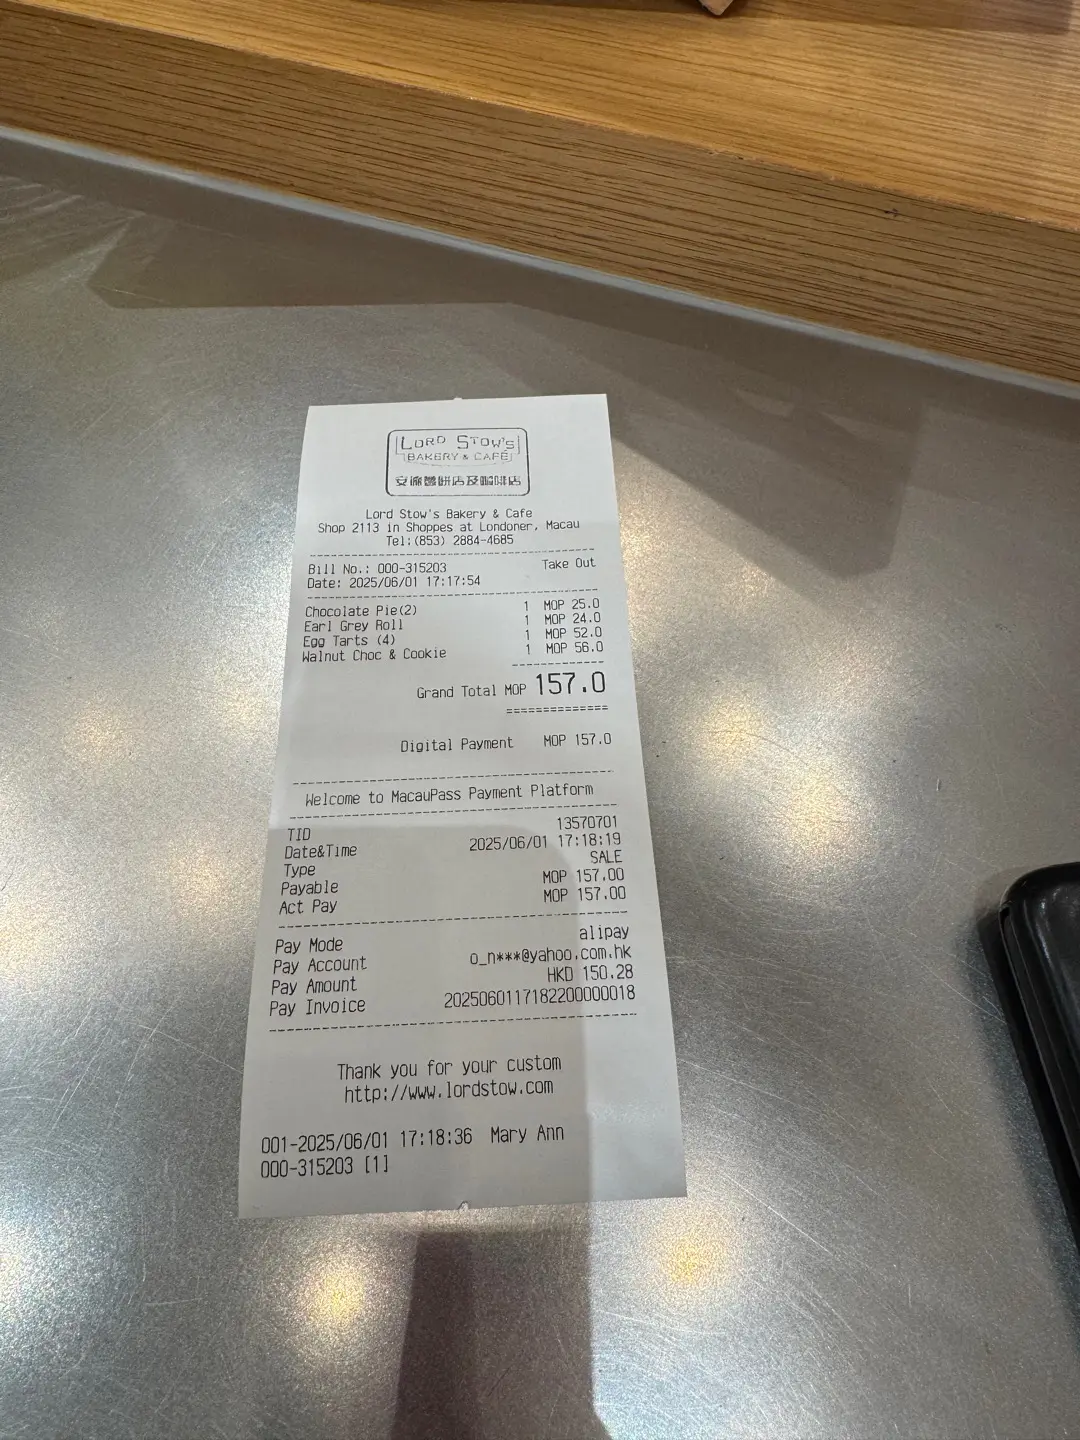 LORD STOW'S
BAKERY & CAFÉ
安德魯餅店及咖啡店
Lord Stow's Bakery & Cafe
Shop 2113 in Shoppes at Londoner, Macau
Tel:(853) 2884-4685
Bill No.: 000-315203 Take Out
Date: 2025/06/01 17:17:54
Chocolate Pie(2) 1 MOP 25.0
Earl Grey Roll 1 MOP 24.0
Egg Tarts (4) 1 MOP 52.0
Walnut Choc & Cookie 1 MOP 56.0
Grand Total MOP 157.0
Digital Payment MOP 157.0
Welcome to MacauPass Payment Platform
TID 13570701
Date&Time 2025/06/01 17:18:19
Type SALE
Payable MOP 157.00
Act Pay MOP 157.00
Pay Mode alipay
Pay Account o_n***@yahoo.com.hk
Pay Amount HKD 150.28
Pay Invoice 2025060117182200000018
Thank you for your custom
http://www.lordstow.com
001-2025/06/01 17:18:36 Mary Ann
000-315203 [1]